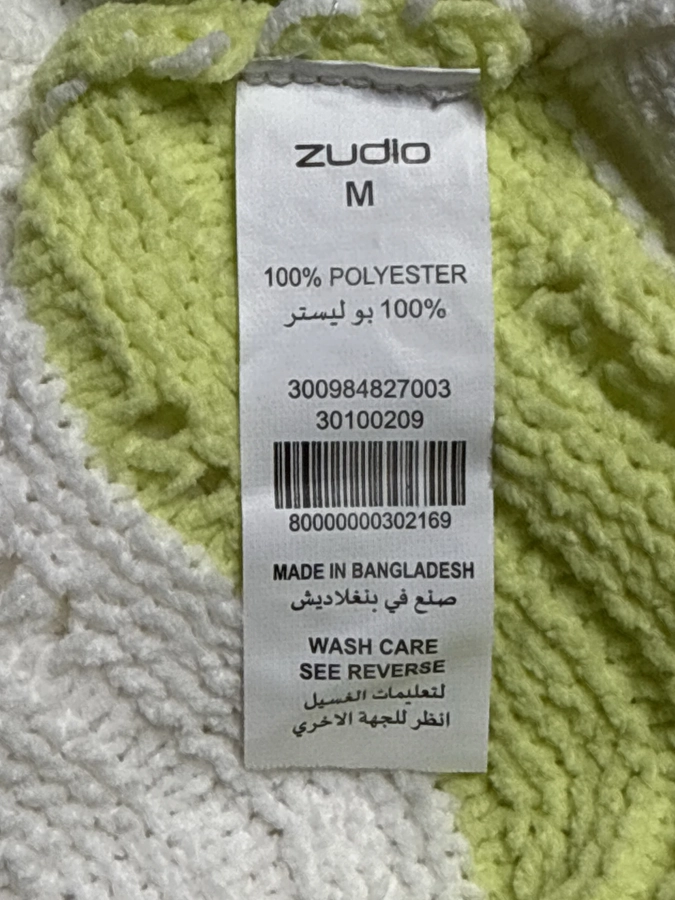 zudio
M
100% POLYESTER
100% بو ليستر
300984827003
30100209
80000000302169
MADE IN BANGLADESH
صنع في بنغلاديش
WASH CARE
SEE REVERSE
لتعليمات الغسيل
انظر للجهة الاخري